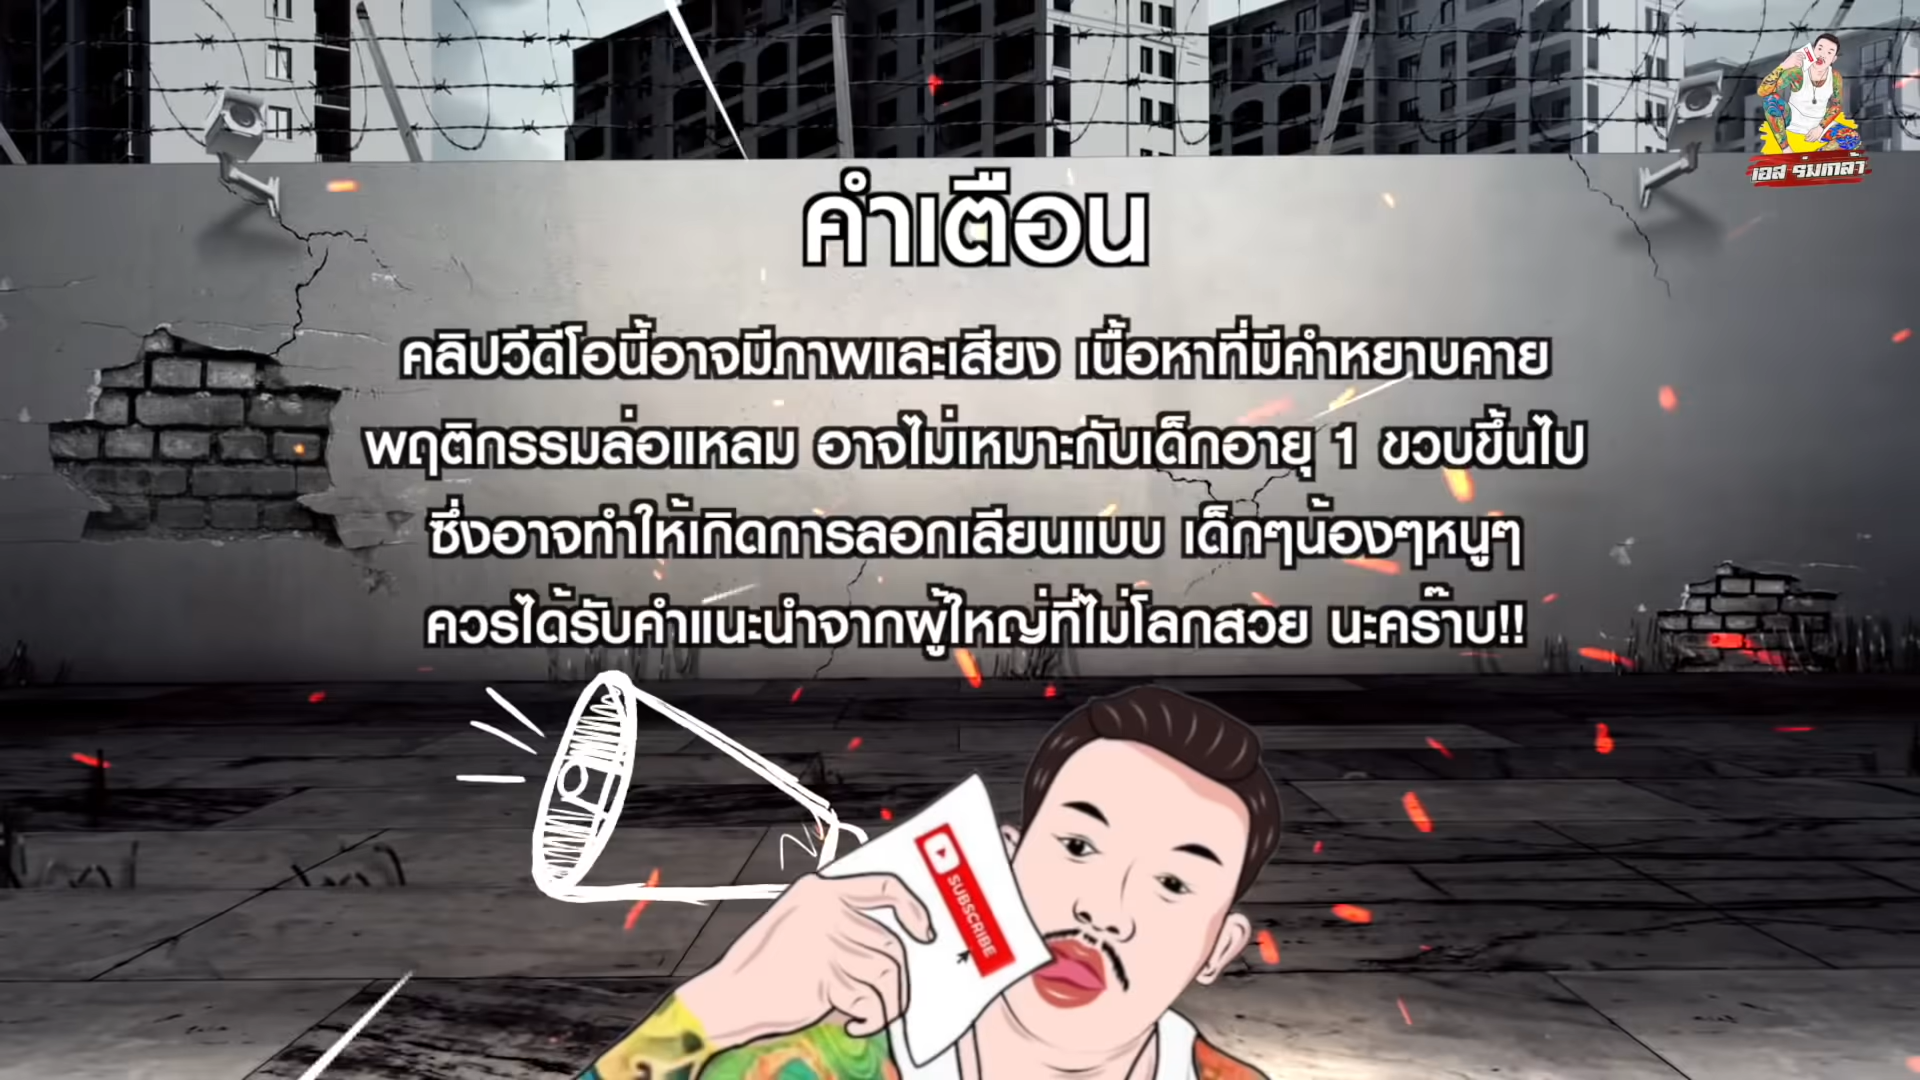 เอส ร่มเกล้า
คำเตือน
คลิปวีดีโอนี้อาจมีภาพและเสียง เนื้อหาที่มีคำหยาบคาย
พฤติกรรมล่อแหลม อาจไม่เหมาะกับเด็กอายุ 1 ขวบขึ้นไป
ซึ่งอาจทำให้เกิดการลอกเลียนแบบ เด็กๆน้องๆหนูๆ
ควรได้รับคำแนะนำจากผู้ใหญ่ที่ไม่โลกสวย นะคร๊าบ!!
SUBSCRIBE